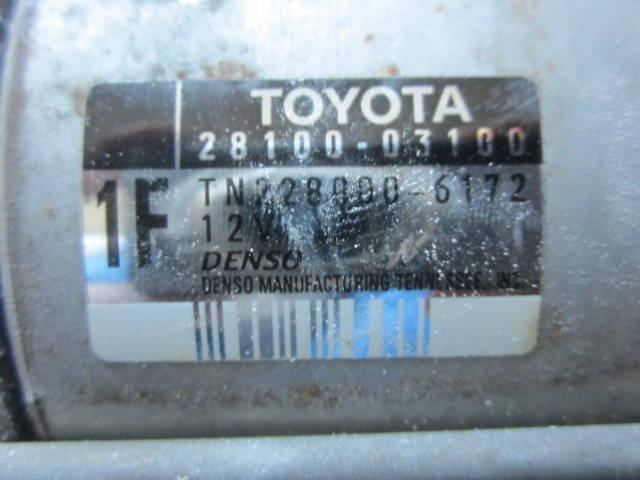 TOYOTA
28100-03100
1F
TN228000-6172
12V
DENSO
DENSO MANUFACTURING TENNESSEE, INC.